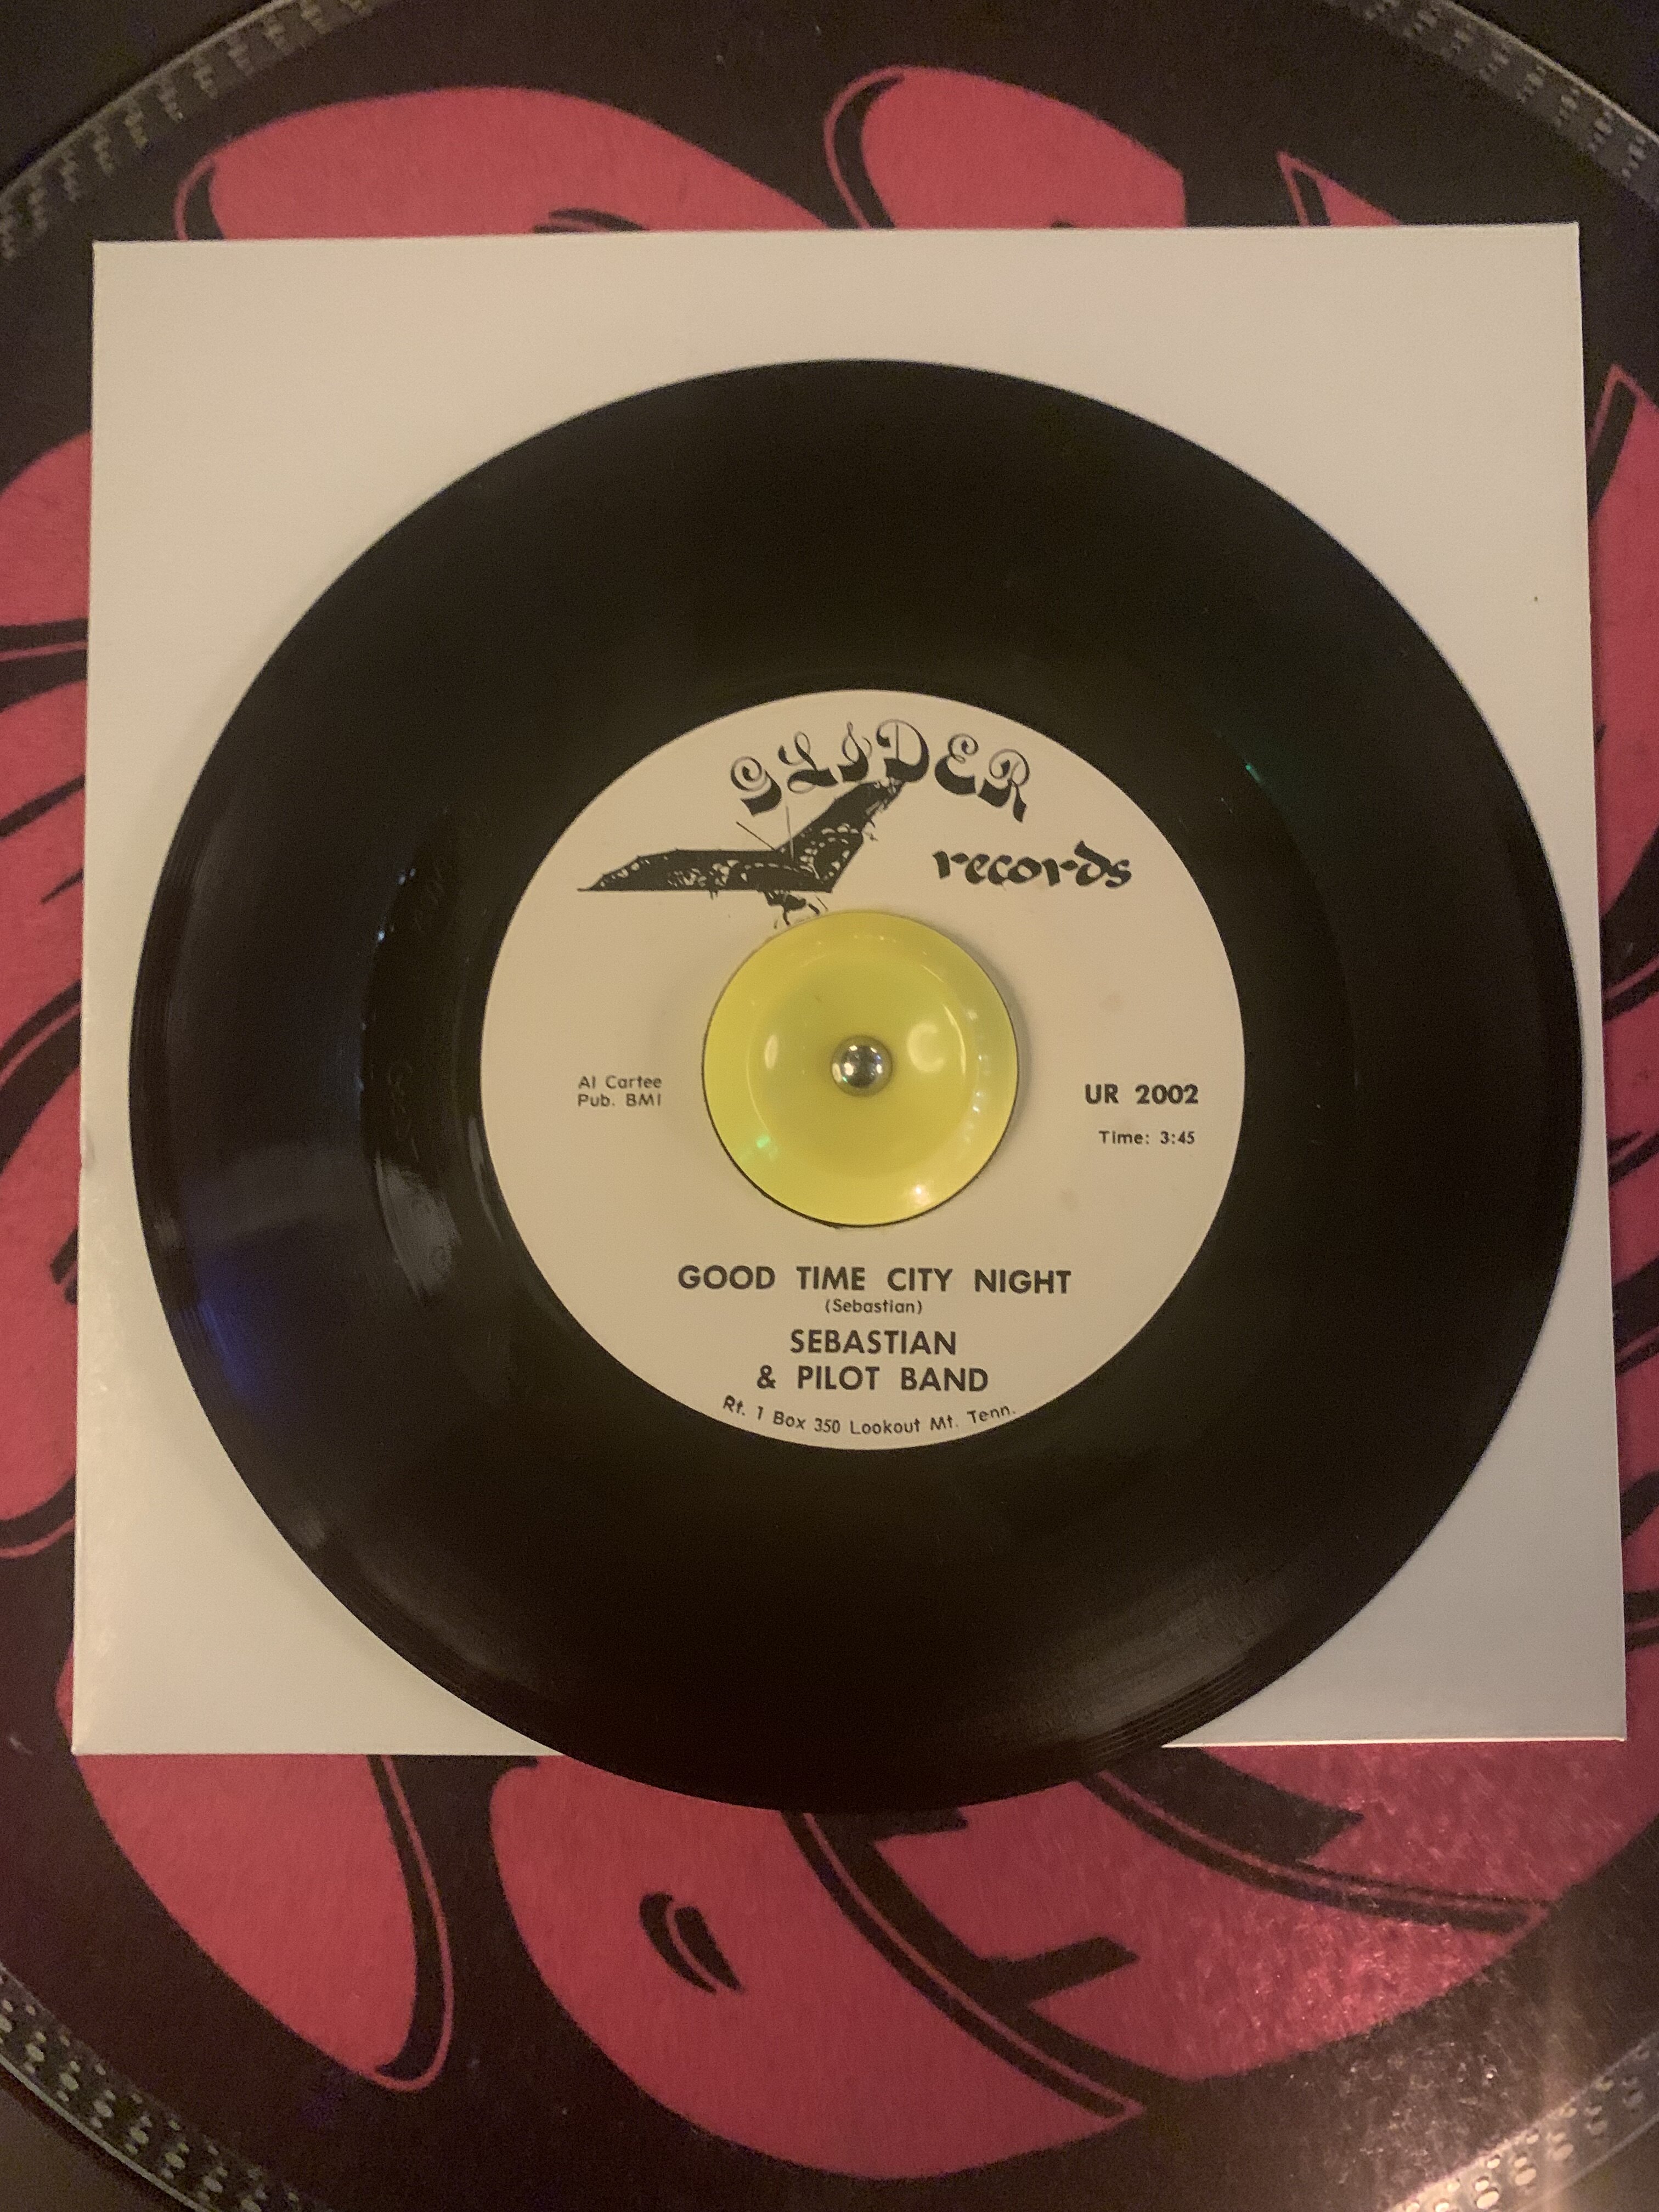 GLIDER
records
Al Cartee
Pub. BMI
UR 2002
Time: 3:45
GOOD TIME CITY NIGHT
(Sebastian)
SEBASTIAN
& PILOT BAND
Rt. 1 Box 350 Lookout Mt. Tenn.